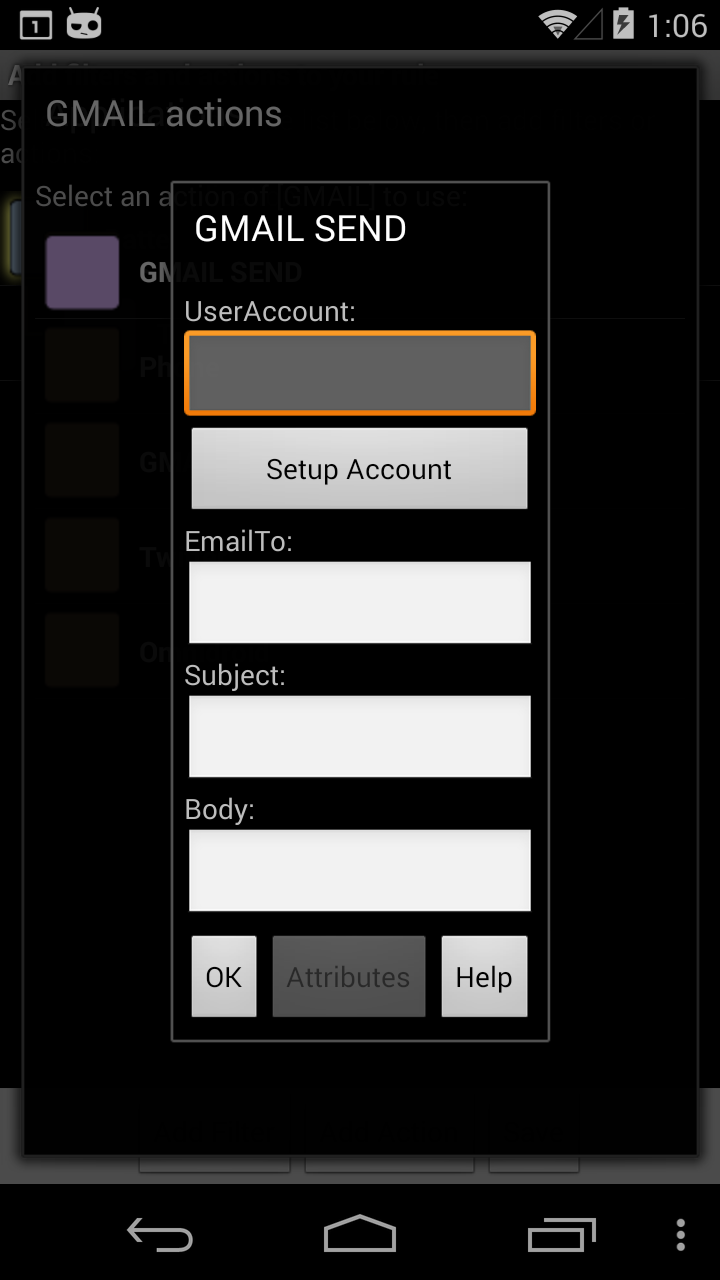 1
1:06
GMAIL actions
Select an action of [GMAIL] to use:
GMAIL SEND
GMAIL SEND
UserAccount:
Setup Account
EmailTo:
Subject:
Body:
OK
Attributes
Help